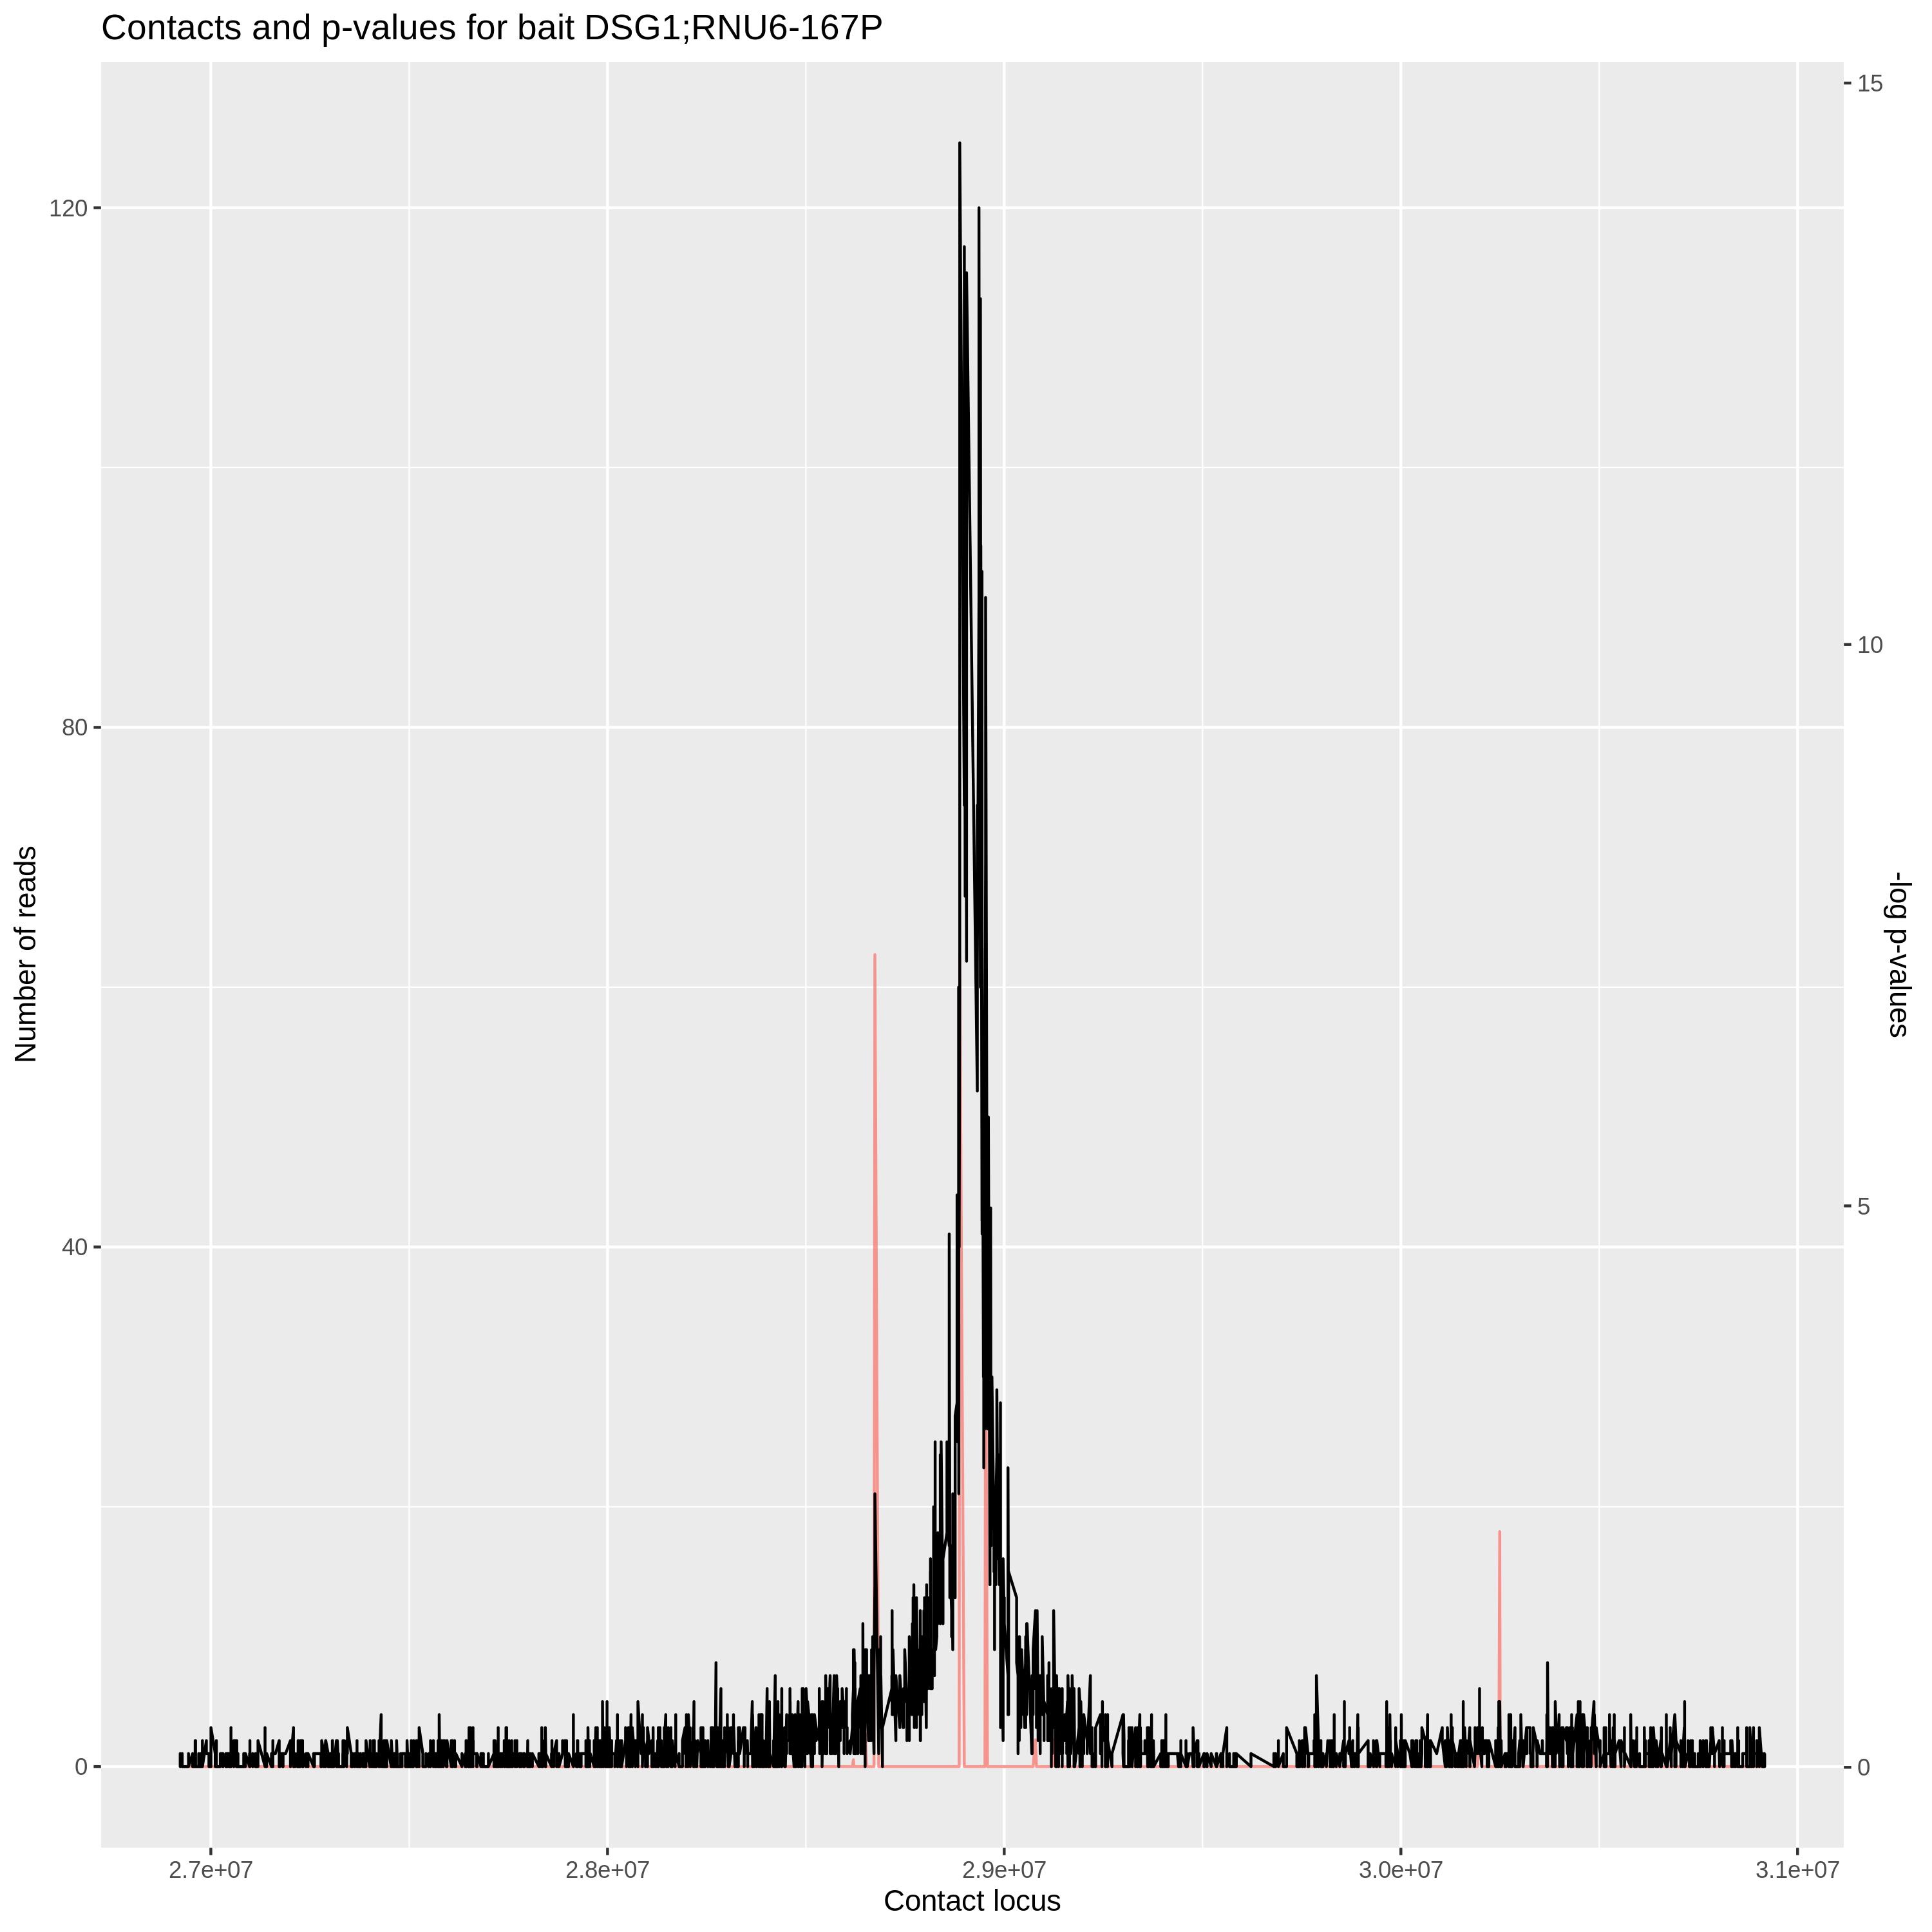 Contacts and p-values for bait DSG1;RNU6-167P
Number of reads
120
80
40
0
15
10
5
0
-log p-values
2.7e+07 2.8e+07 2.9e+07 3.0e+07 3.1e+07
Contact locus